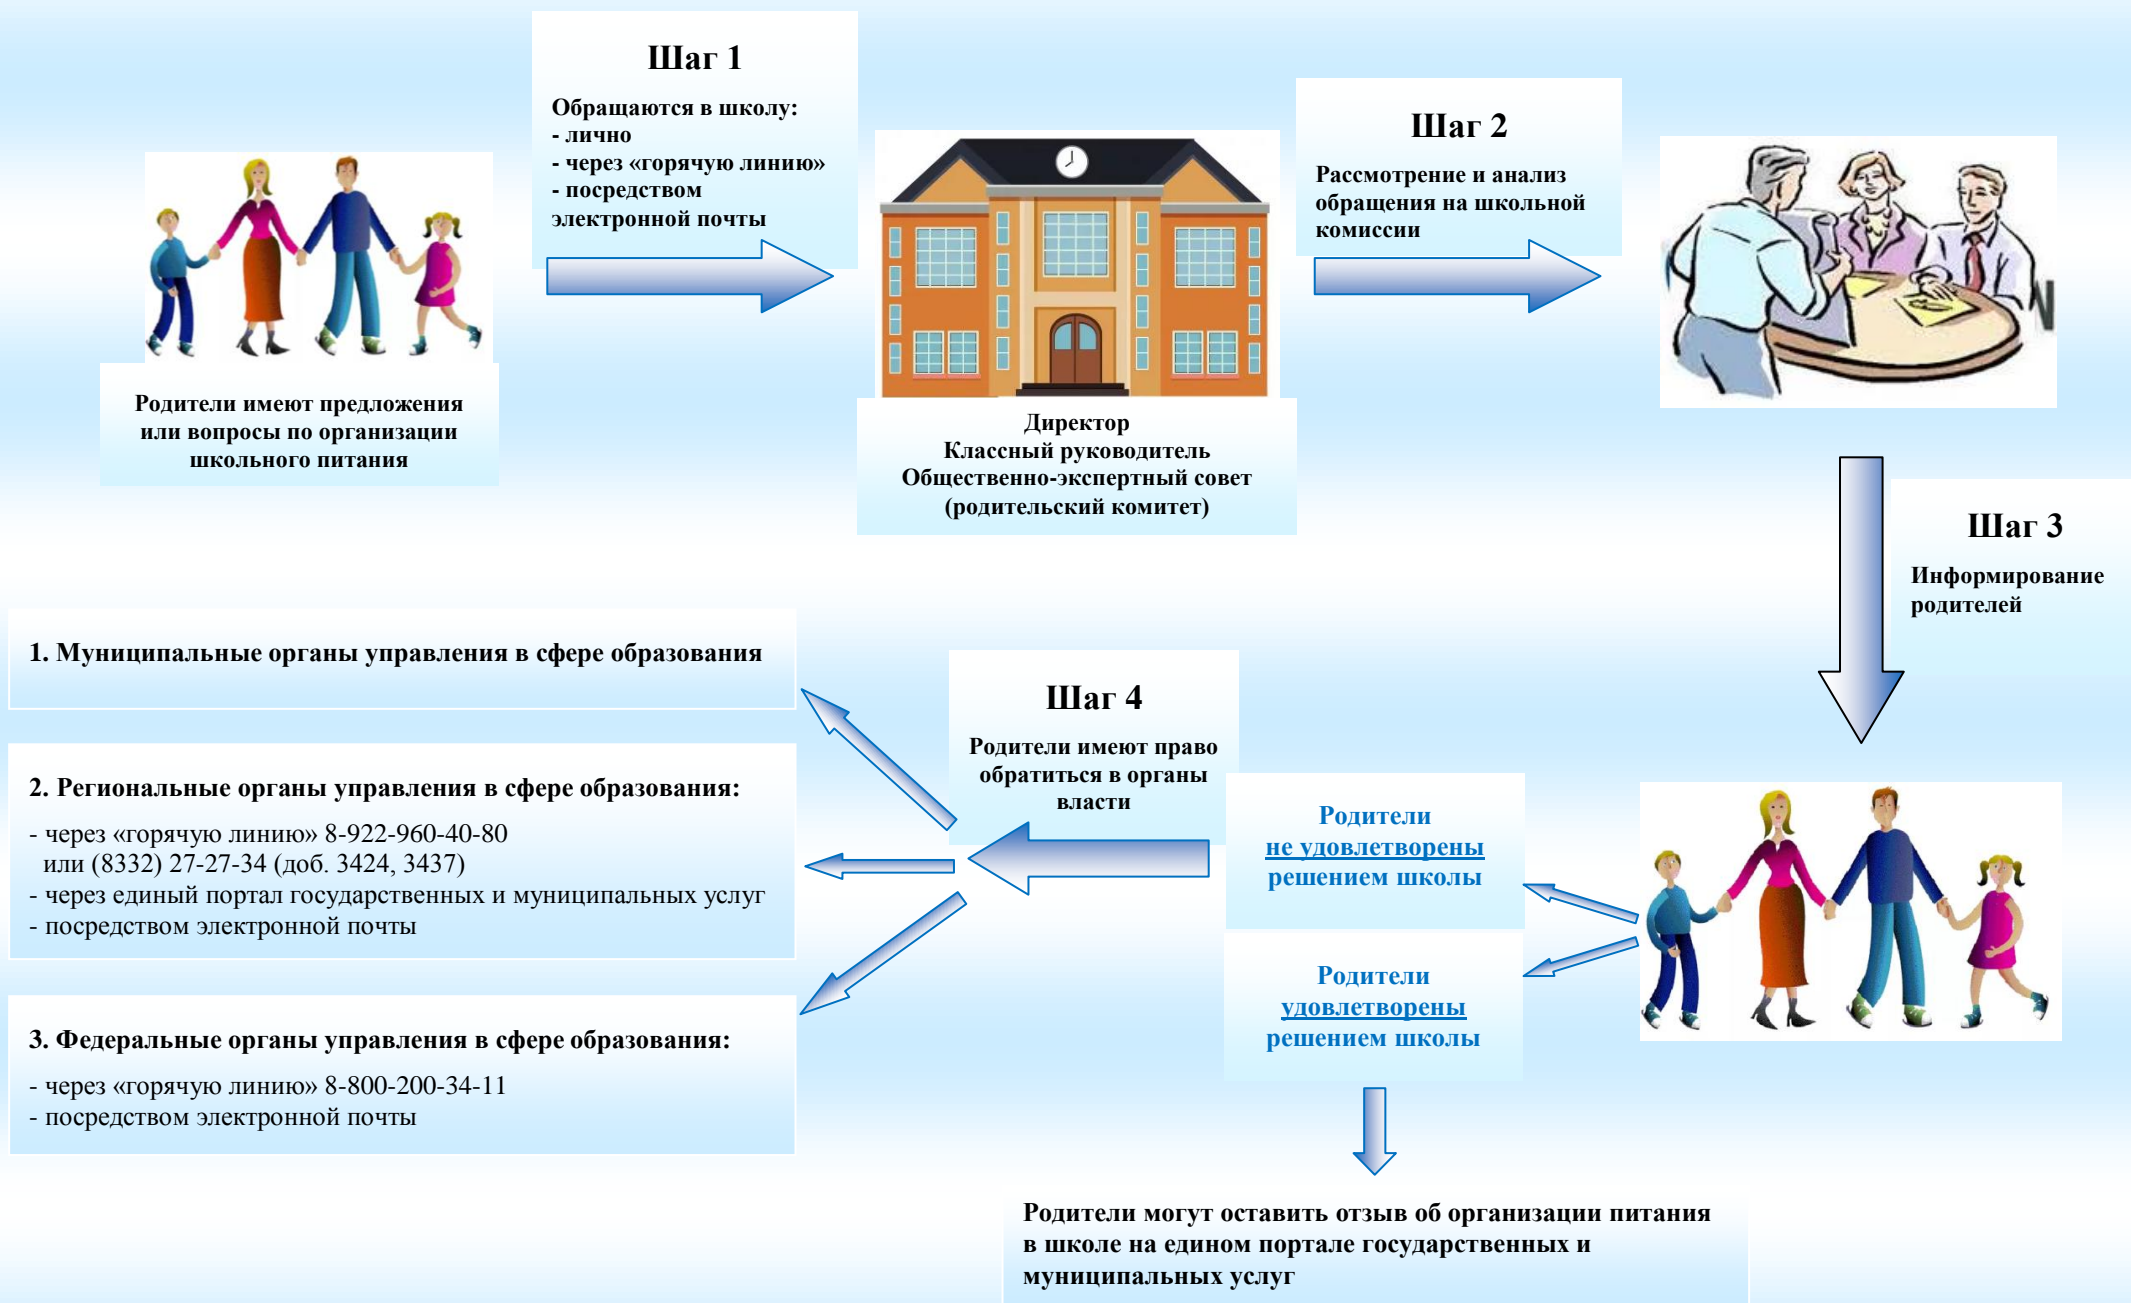 Шаг 1
Обращаются в школу:
- лично
- через «горячую линию»
- посредством
электронной почты
Родители имеют предложения
или вопросы по организации
школьного питания
Директор
Классный руководитель
Общественно-экспертный совет
(родительский комитет)
Шаг 2
Рассмотрение и анализ
обращения на школьной
комиссии
Шаг 3
Информирование
родителей
Родители
не удовлетворены
решением школы
Родители
удовлетворены
решением школы
Шаг 4
Родители имеют право
обратиться в органы
власти
1. Муниципальные органы управления в сфере образования
2. Региональные органы управления в сфере образования:
- через «горячую линию» 8-922-960-40-80
или (8332) 27-27-34 (доб. 3424, 3437)
- через единый портал государственных и муниципальных услуг
- посредством электронной почты
3. Федеральные органы управления в сфере образования:
- через «горячую линию» 8-800-200-34-11
- посредством электронной почты
Родители могут оставить отзыв об организации питания
в школе на едином портале государственных и
муниципальных услуг